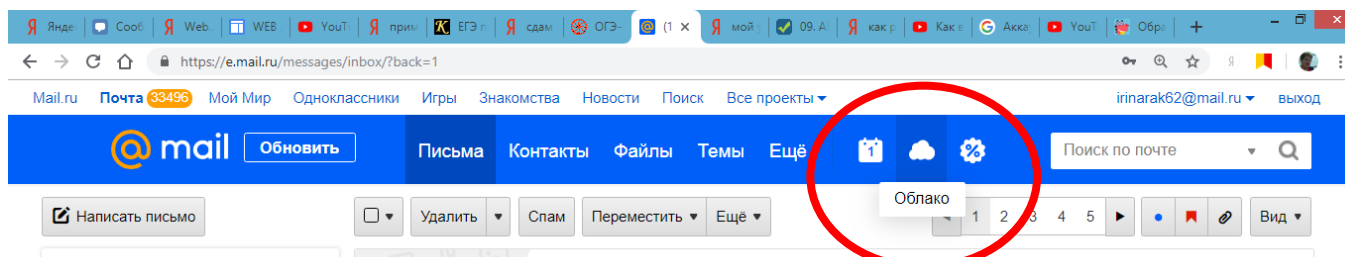 Янде Сооб Web. WEB YouT прим ЕГЭ п сдам ОГЭ- (1 мой 09. А как р Как в G Акка YouT Обра
https://e.mail.ru/messages/inbox/?back=1
Mail.ru Почта 33496 Мой Мир Одноклассники Игры Знакомства Новости Поиск Все проекты irinarak62@mail.ru выход
@mail Обновить Письма Контакты Файлы Темы Ещё 1 Поиск по почте
Облако
Написать письмо Удалить Спам Переместить Ещё 1 2 3 4 5 Вид